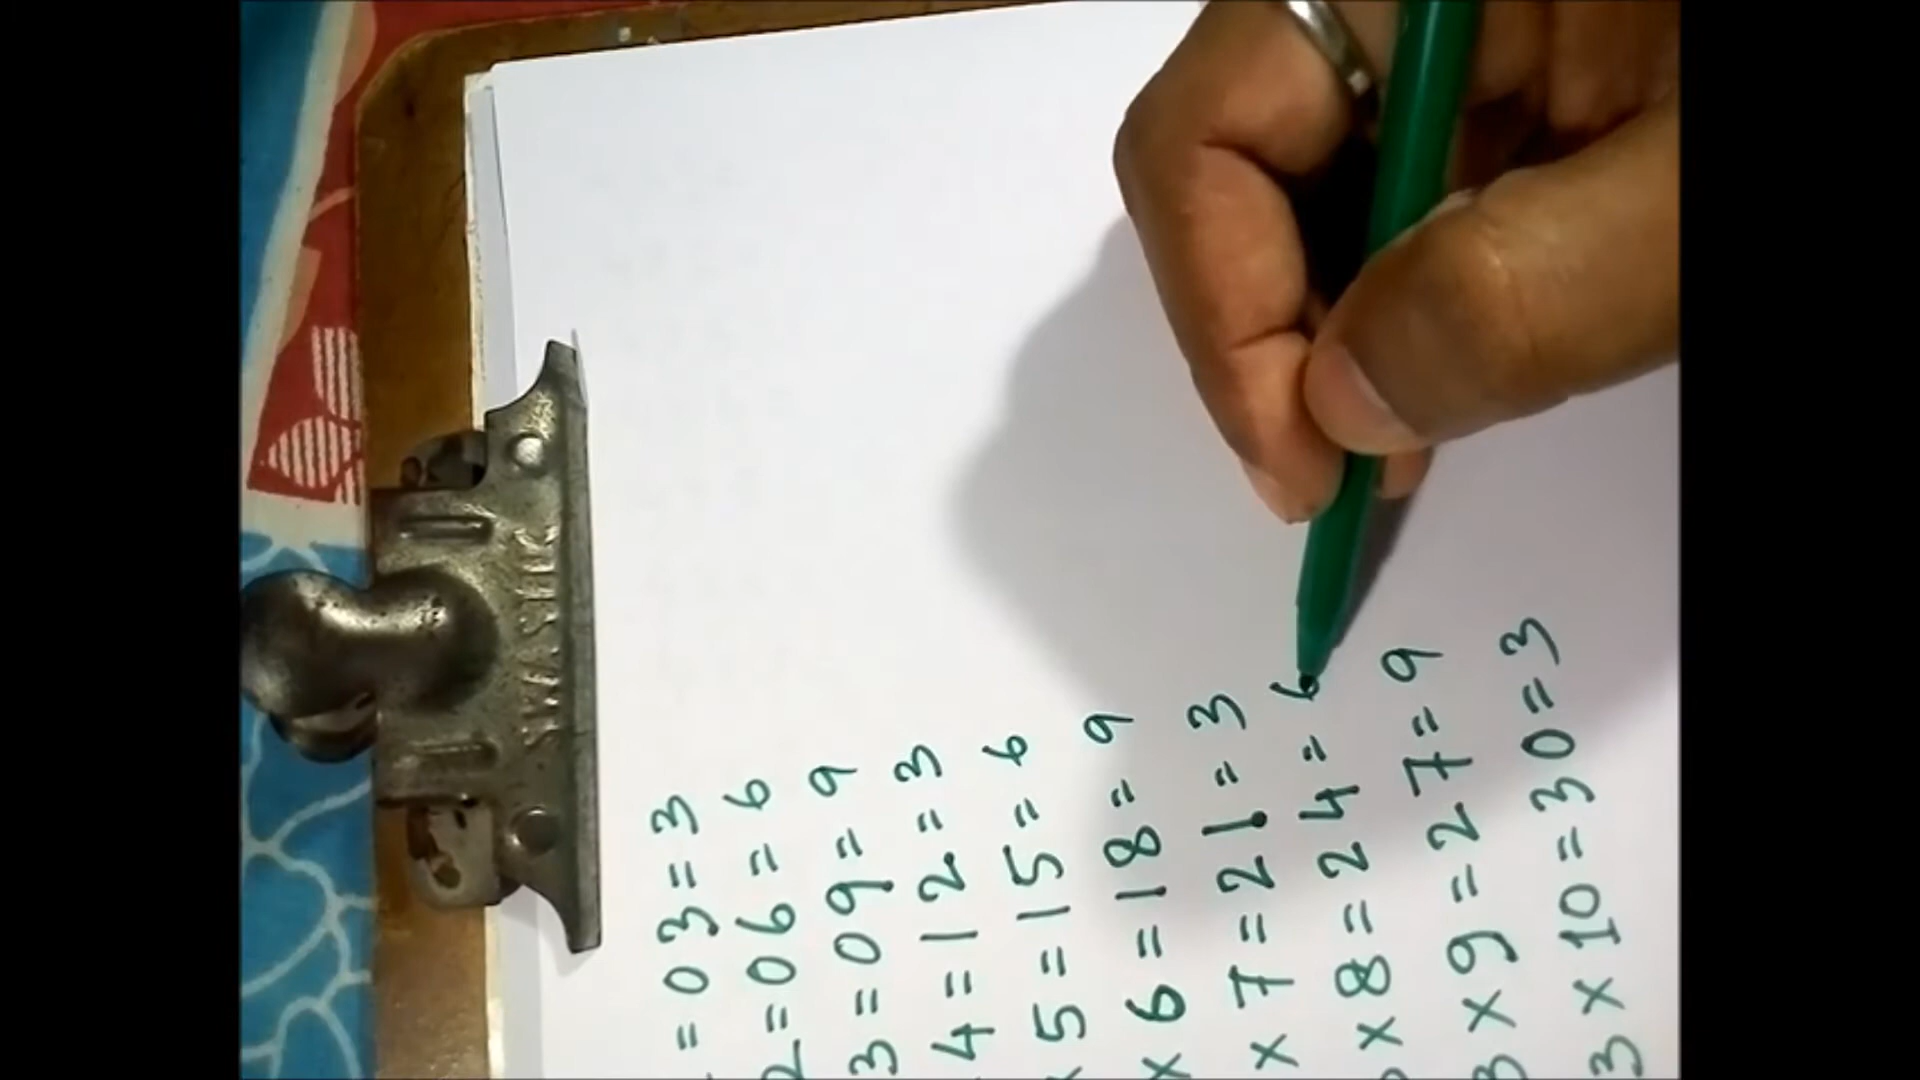 SWASTIK
= 03 = 3
2 = 06 = 6
3 = 09 = 9
4 = 12 = 3
5 = 15 = 6
x 6 = 18 = 9
x 7 = 21 = 3
x 8 = 24 = 6
3 x 9 = 27 = 9
3 x 10 = 30 = 3